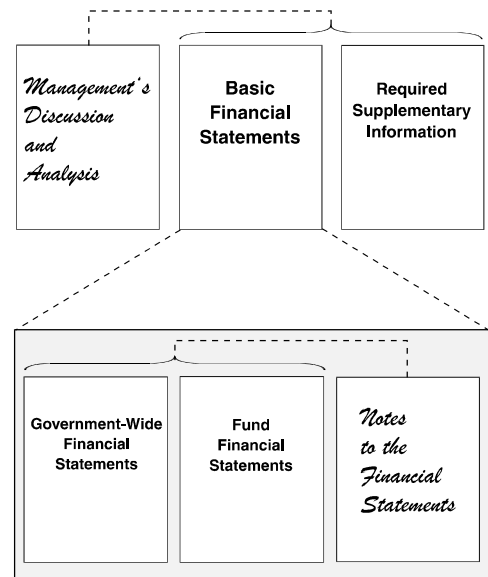 Management's
Discussion
and
Analysis
Basic
Financial
Statements
Required
Supplementary
Information
Government-Wide
Financial
Statements
Fund
Financial
Statements
Notes
to the
Financial
Statements